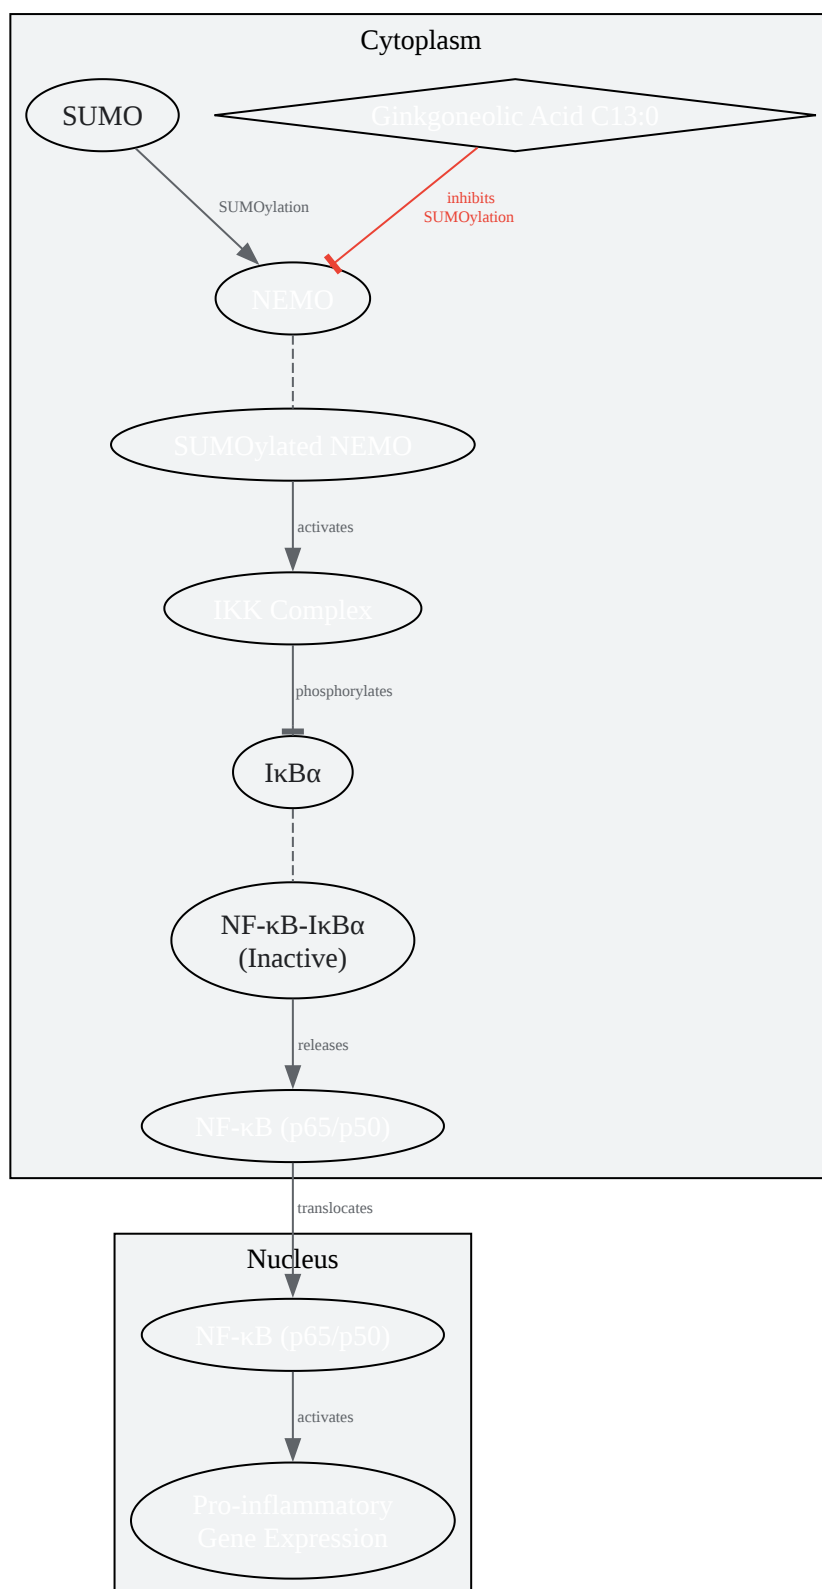 Cytoplasm
SUMO
Ginkgoneolic Acid C13:0
SUMOylation
inhibits
SUMOylation
NEMO
SUMOylated NEMO
activates
IKK Complex
phosphorylates
IκBα
NF-κB-IκBα
(Inactive)
releases
NF-κB (p65/p50)
translocates
Nucleus
NF-κB (p65/p50)
activates
Pro-inflammatory
Gene Expression